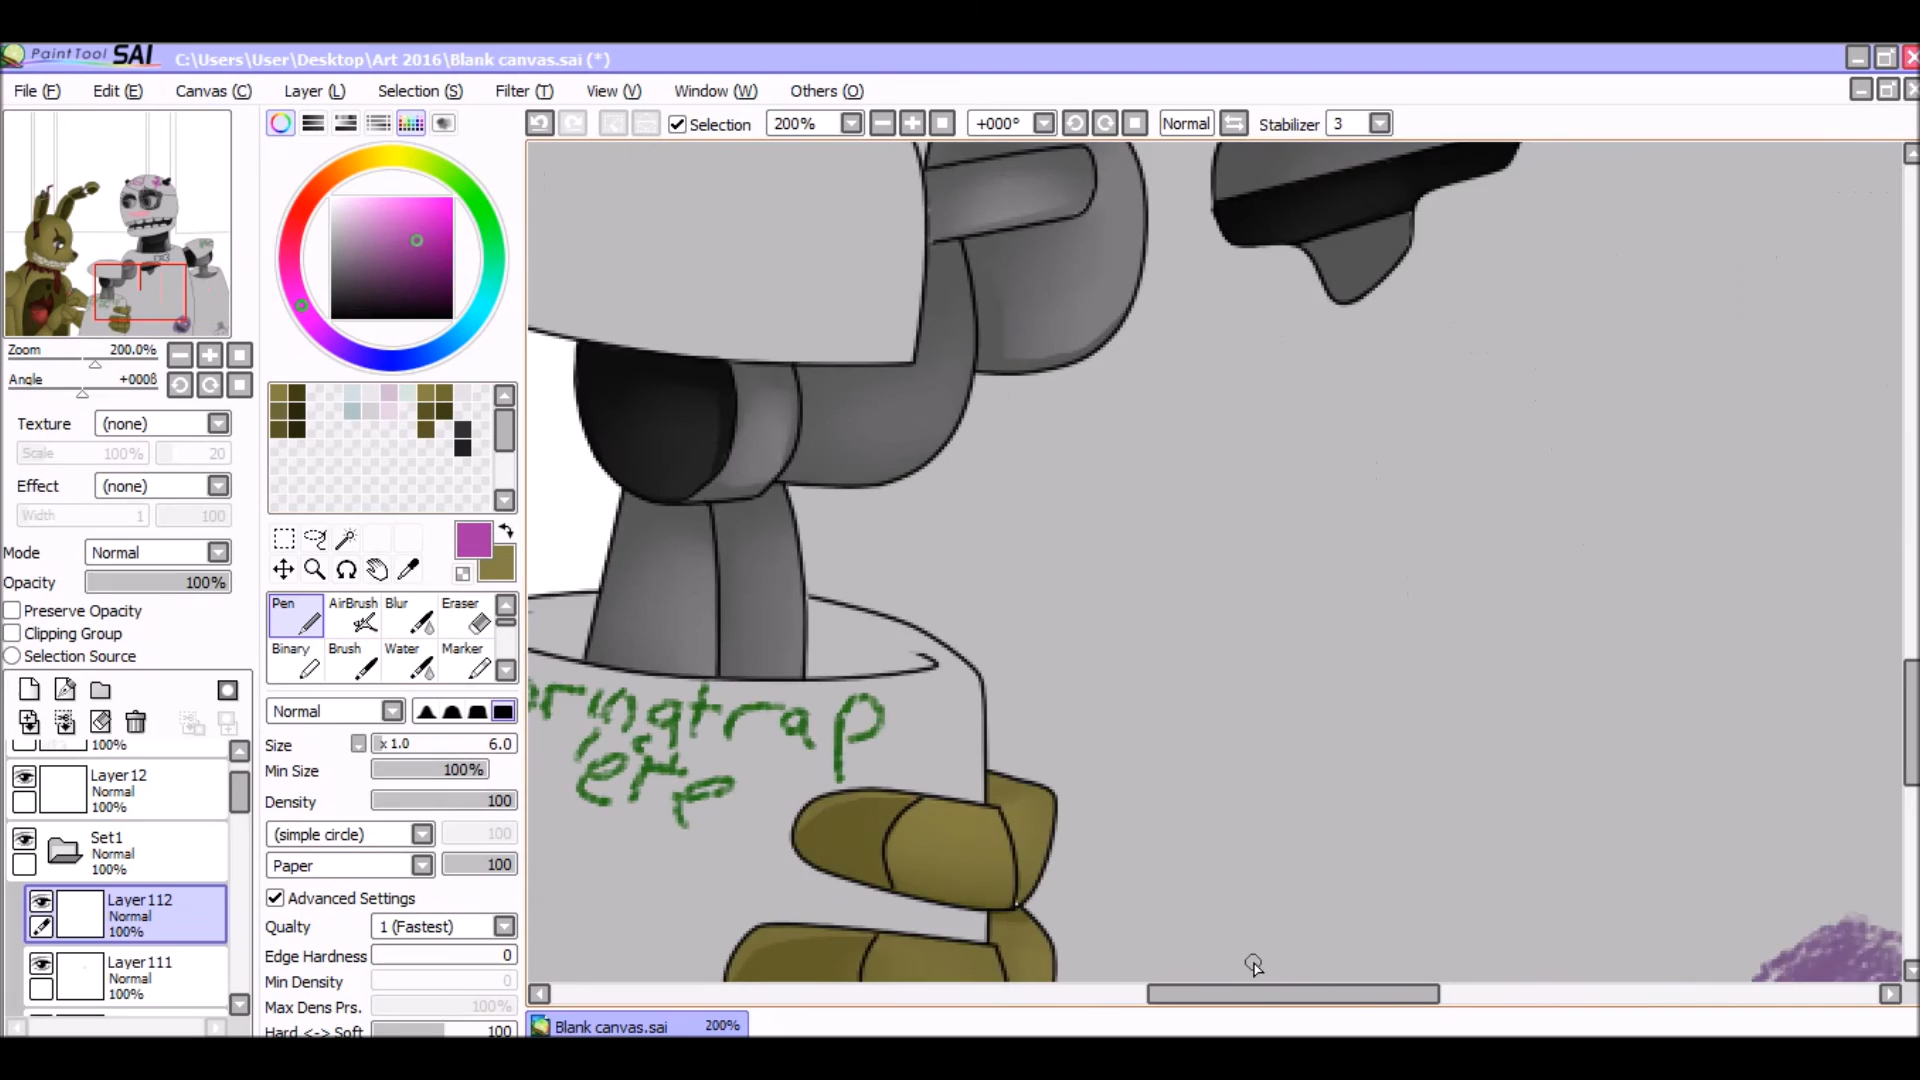 PaintTool SAI C:\Users\User\Desktop\Art 2016\Blank canvas.sai (*)
File (F) Edit (E) Canvas (C) Layer (L) Selection (S) Filter (T) View (V) Window (W) Others (O)
Selection 200% +000° Normal Stabilizer 3
Zoom 200.0%
Angle +000ß
Texture (none)
Scale 100% 20
Effect (none)
Width 1 100
Mode Normal
Opacity 100%
Preserve Opacity
Clipping Group
Selection Source
100%
Layer12
Normal
100%
Set1
Normal
100%
Layer112
Normal
100%
Layer111
Normal
100%
Pen AirBrush Blur Eraser
Binary Brush Water Marker
Normal
Size x 1.0 6.0
Min Size 100%
Density 100
(simple circle) 100
Paper 100
Advanced Settings
Qualty 1 (Fastest)
Edge Hardness 0
Min Density 0
Max Dens Prs. 100%
Hard <-> Soft 100
ringtrap
Blank canvas.sai 200%